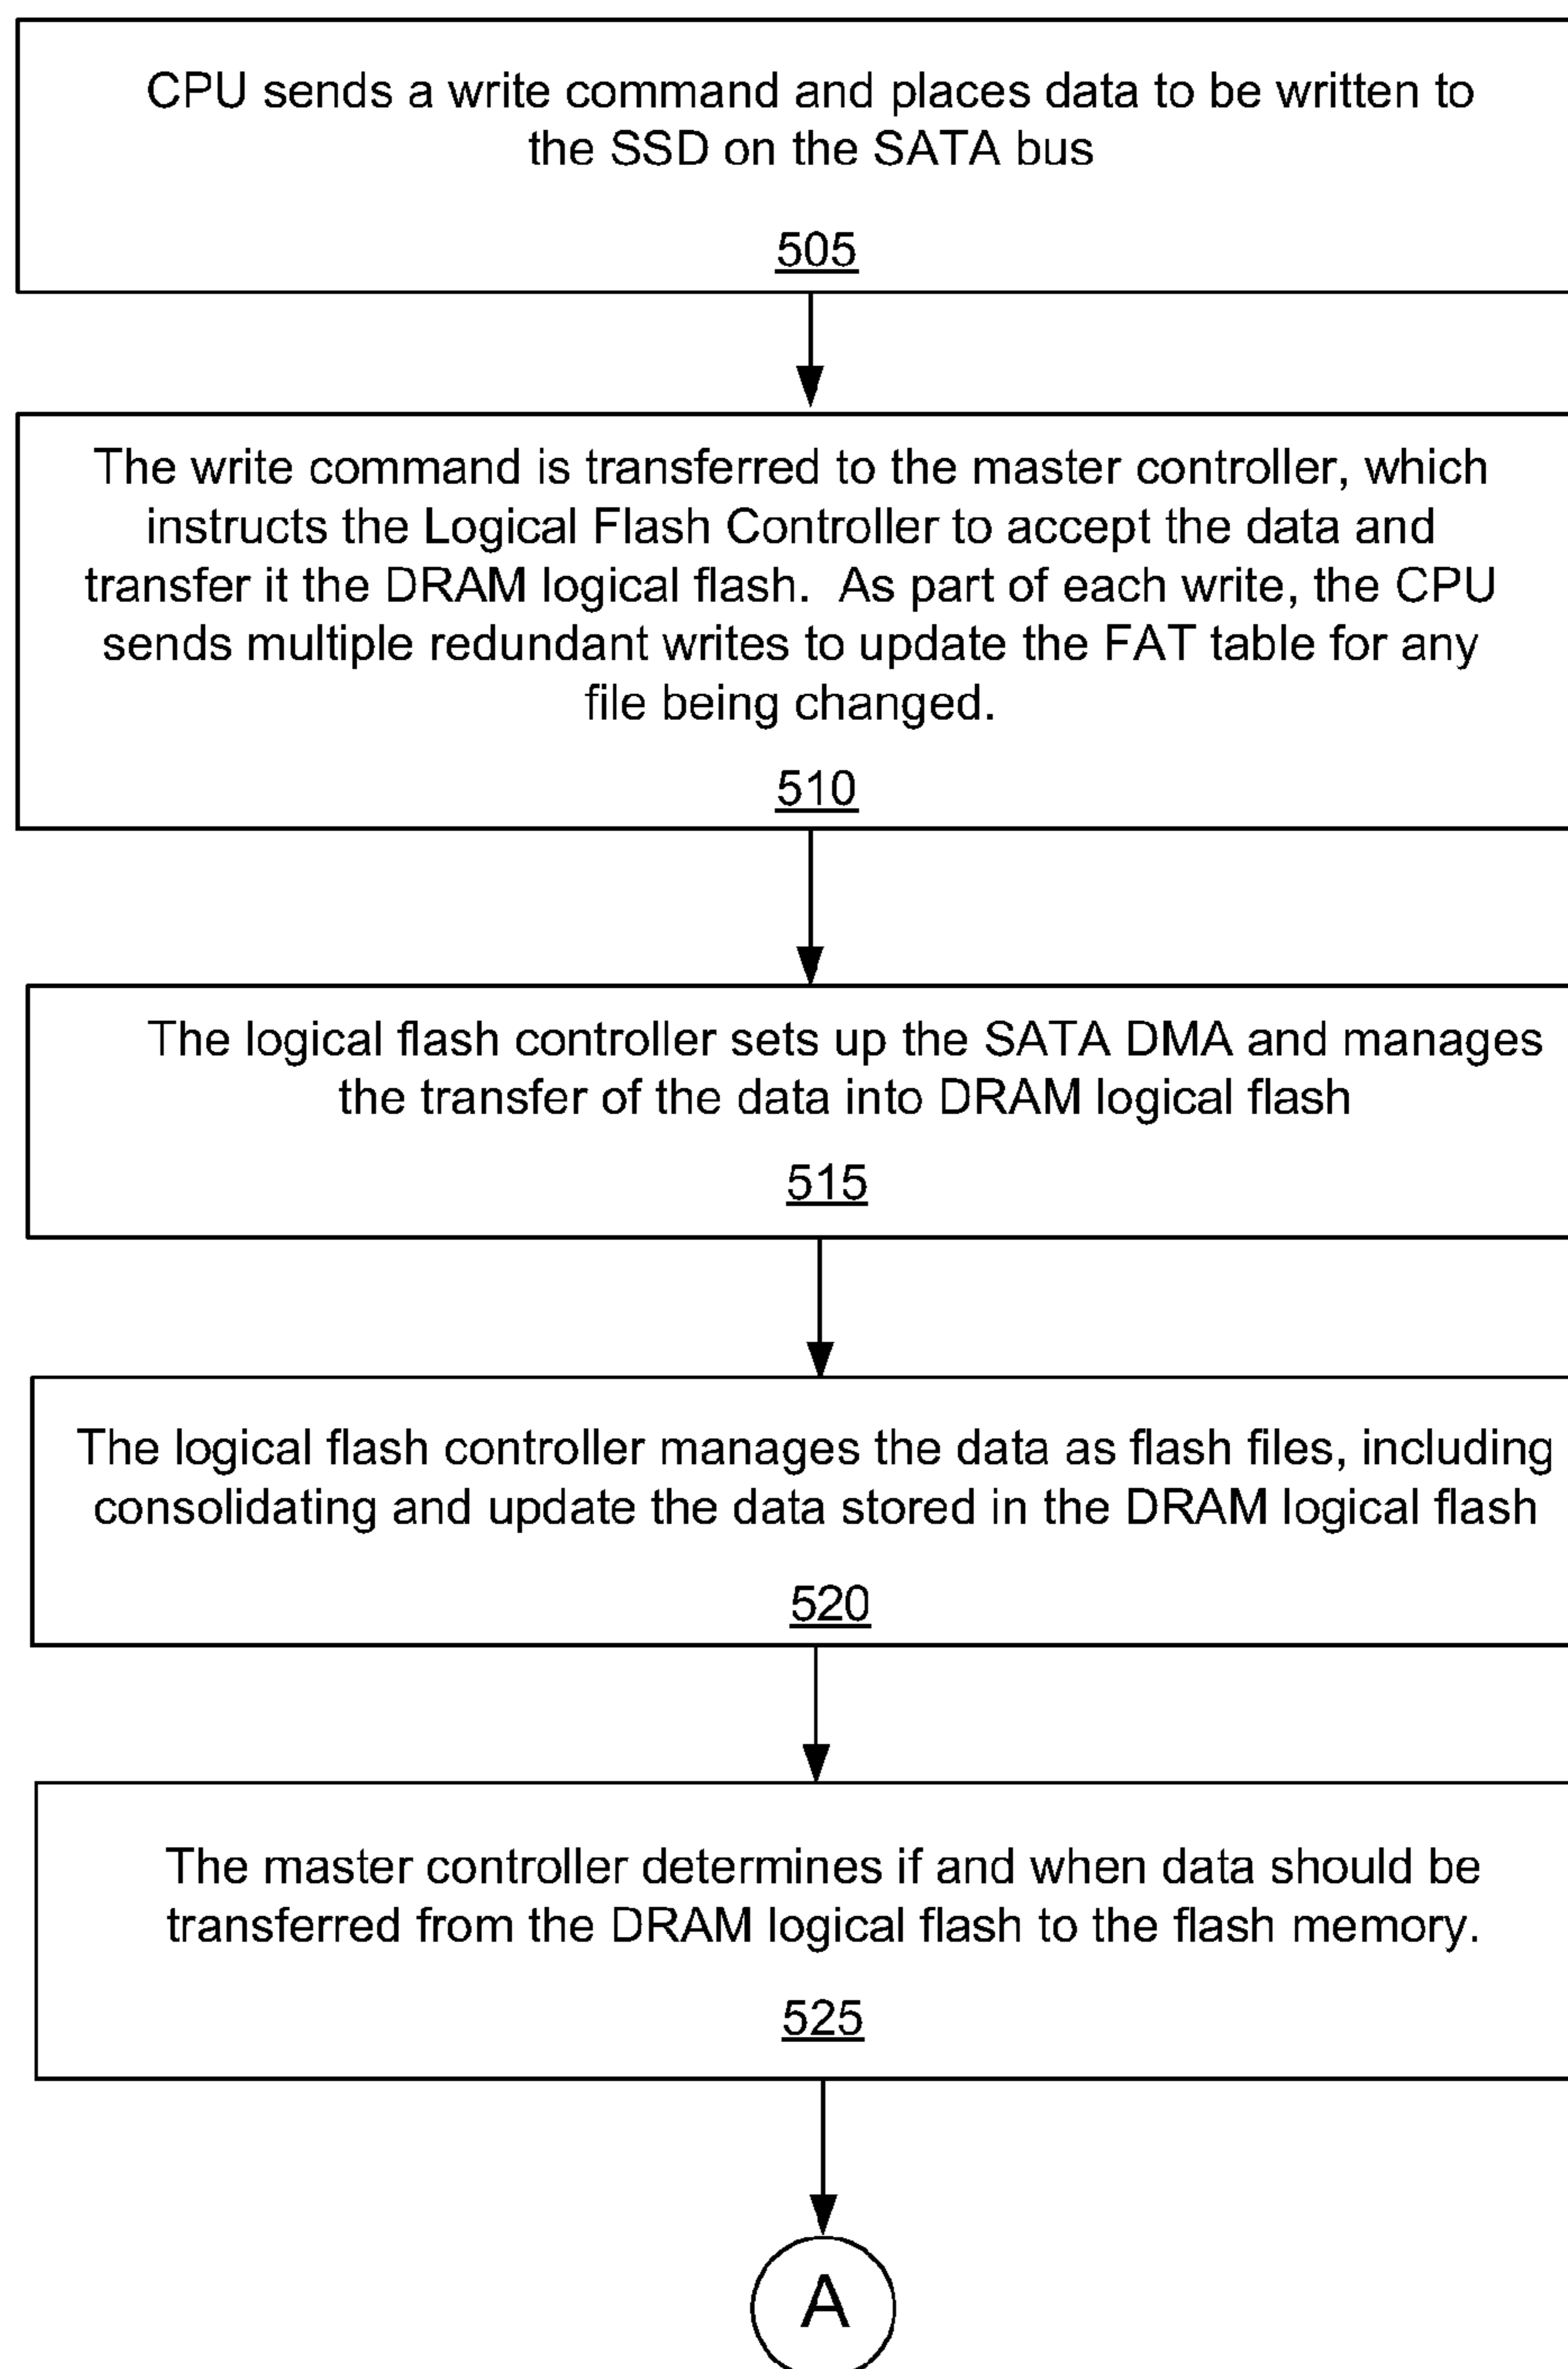 CPU sends a write command and places data to be written to
the SSD on the SATA bus
505
The write command is transferred to the master controller, which
instructs the Logical Flash Controller to accept the data and
transfer it the DRAM logical flash.  As part of each write, the CPU
sends multiple redundant writes to update the FAT table for any
file being changed.
510
The logical flash controller sets up the SATA DMA and manages
the transfer of the data into DRAM logical flash
515
The logical flash controller manages the data as flash files, including
consolidating and update the data stored in the DRAM logical flash
520
The master controller determines if and when data should be
transferred from the DRAM logical flash to the flash memory.
525
A